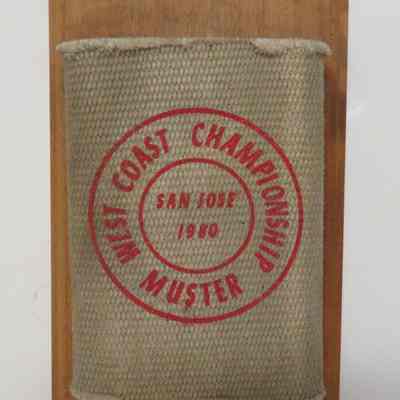 WEST COAST CHAMPIONSHIP
MUSTER
SAN JOSE
1980